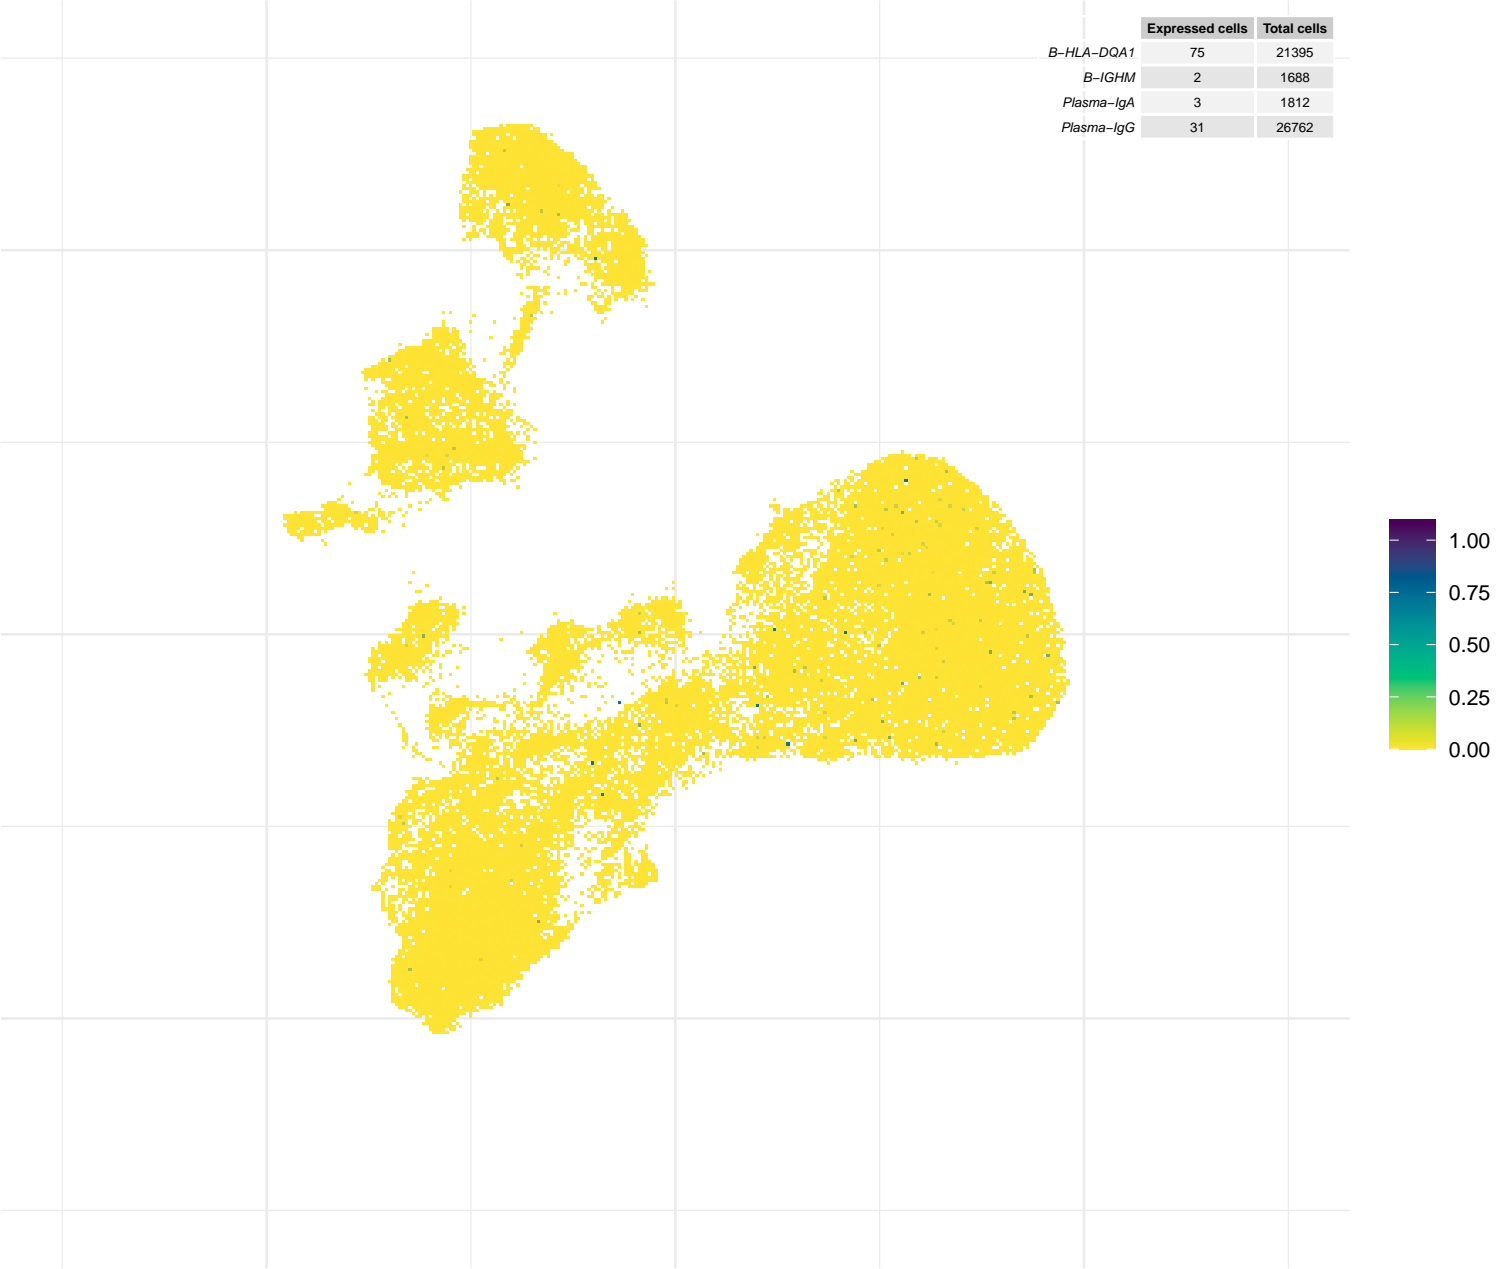 Expressed cells Total cells
B−HLA−DQA1 75 21395
B−IGHM 2 1688
Plasma−IgA 3 1812
Plasma−IgG 31 26762
1.00
0.75
0.50
0.25
0.00